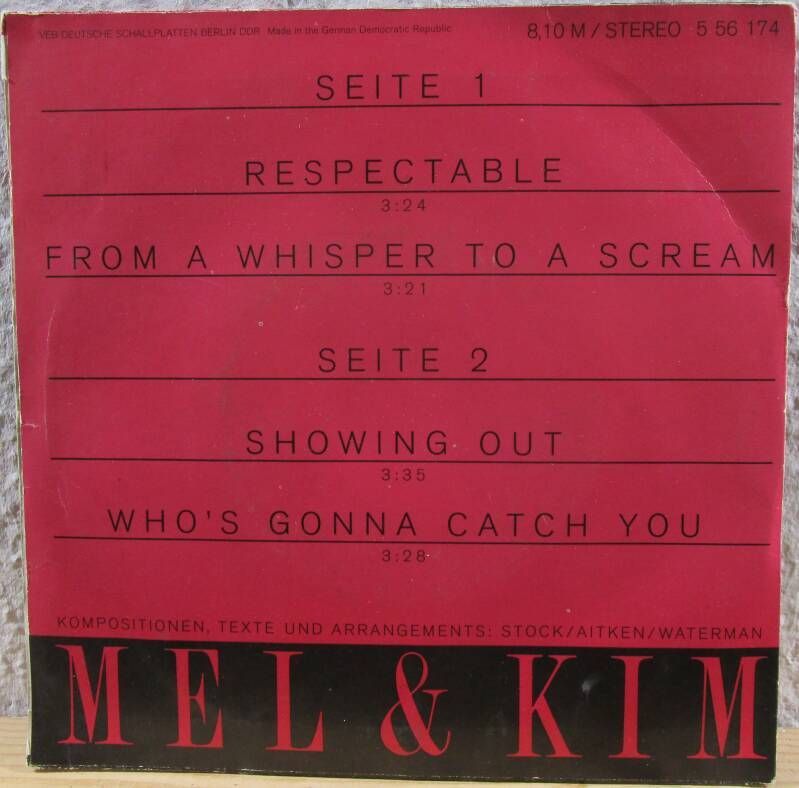 VEB DEUTSCHE SCHALLPLATTEN BERLIN DDR Made in the German Democratic Republic 8,10 M / STEREO 5 56 174
SEITE 1
RESPECTABLE
3:24
FROM A WHISPER TO A SCREAM
3:21
SEITE 2
SHOWING OUT
3:35
WHO'S GONNA CATCH YOU
3:28
KOMPOSITIONEN, TEXTE UND ARRANGEMENTS: STOCK/AITKEN/WATERMAN
MEL & KIM